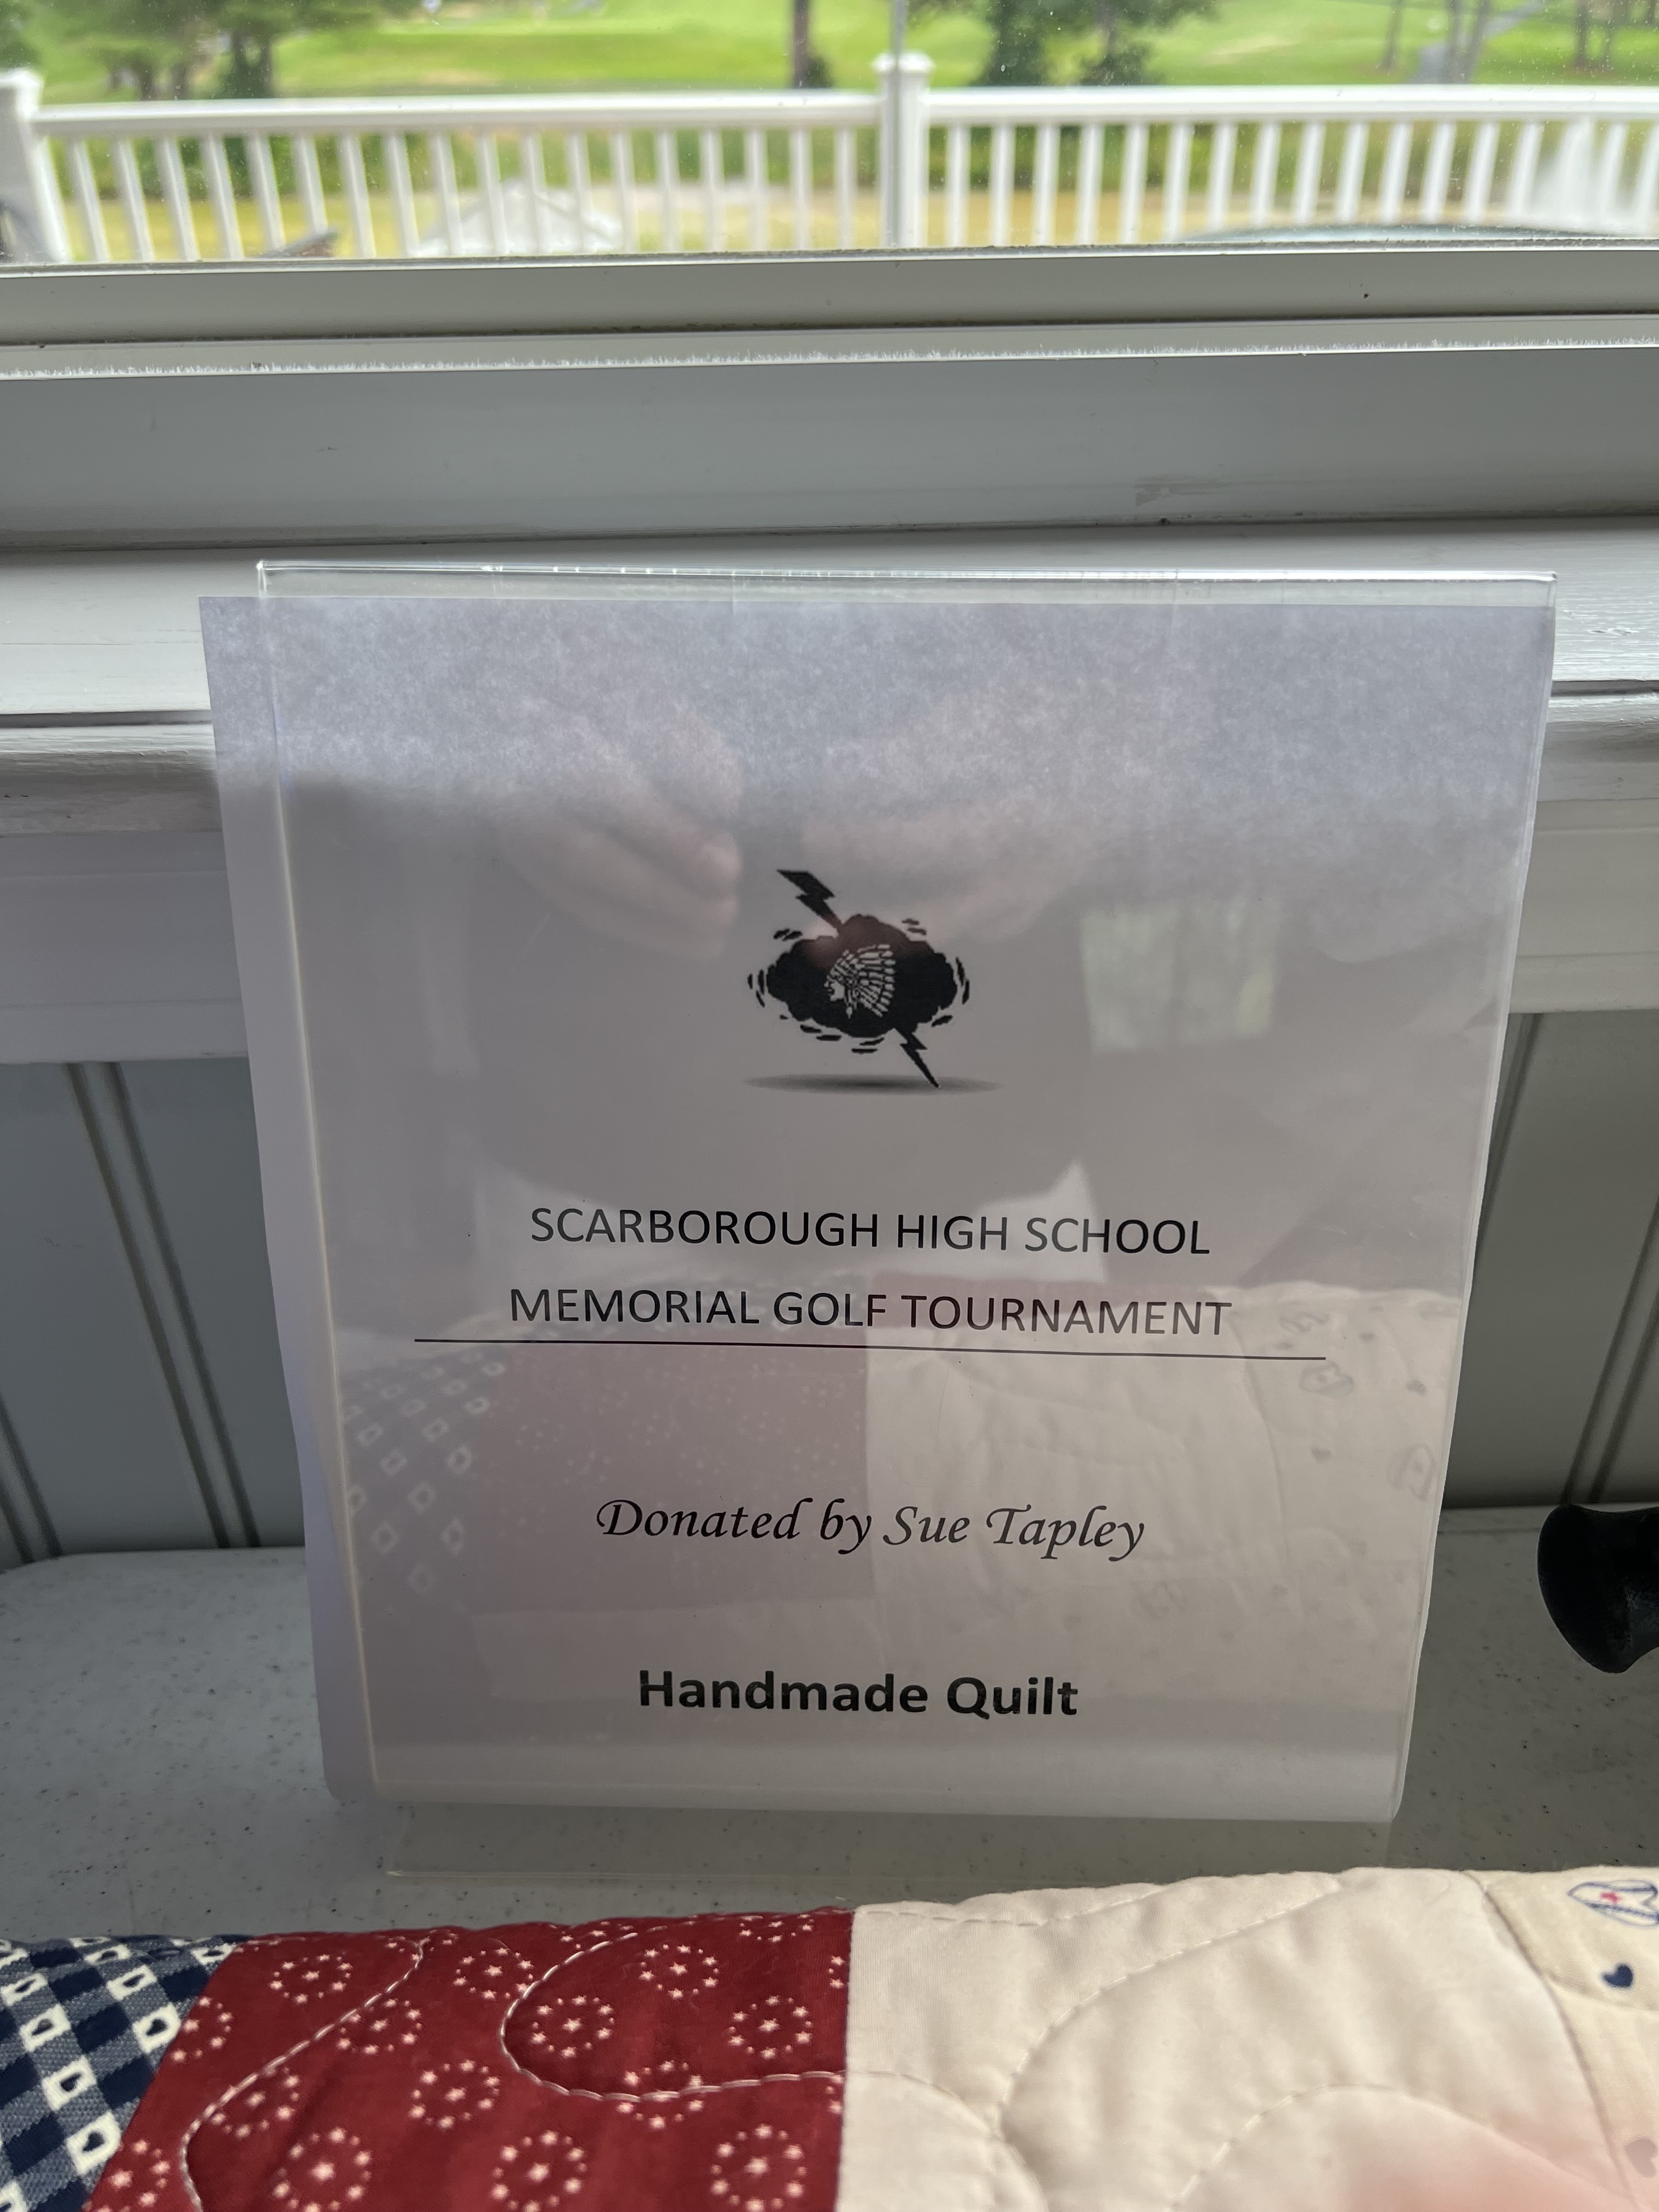 SCARBOROUGH HIGH SCHOOL
MEMORIAL GOLF TOURNAMENT
Donated by Sue Tapley
Handmade Quilt